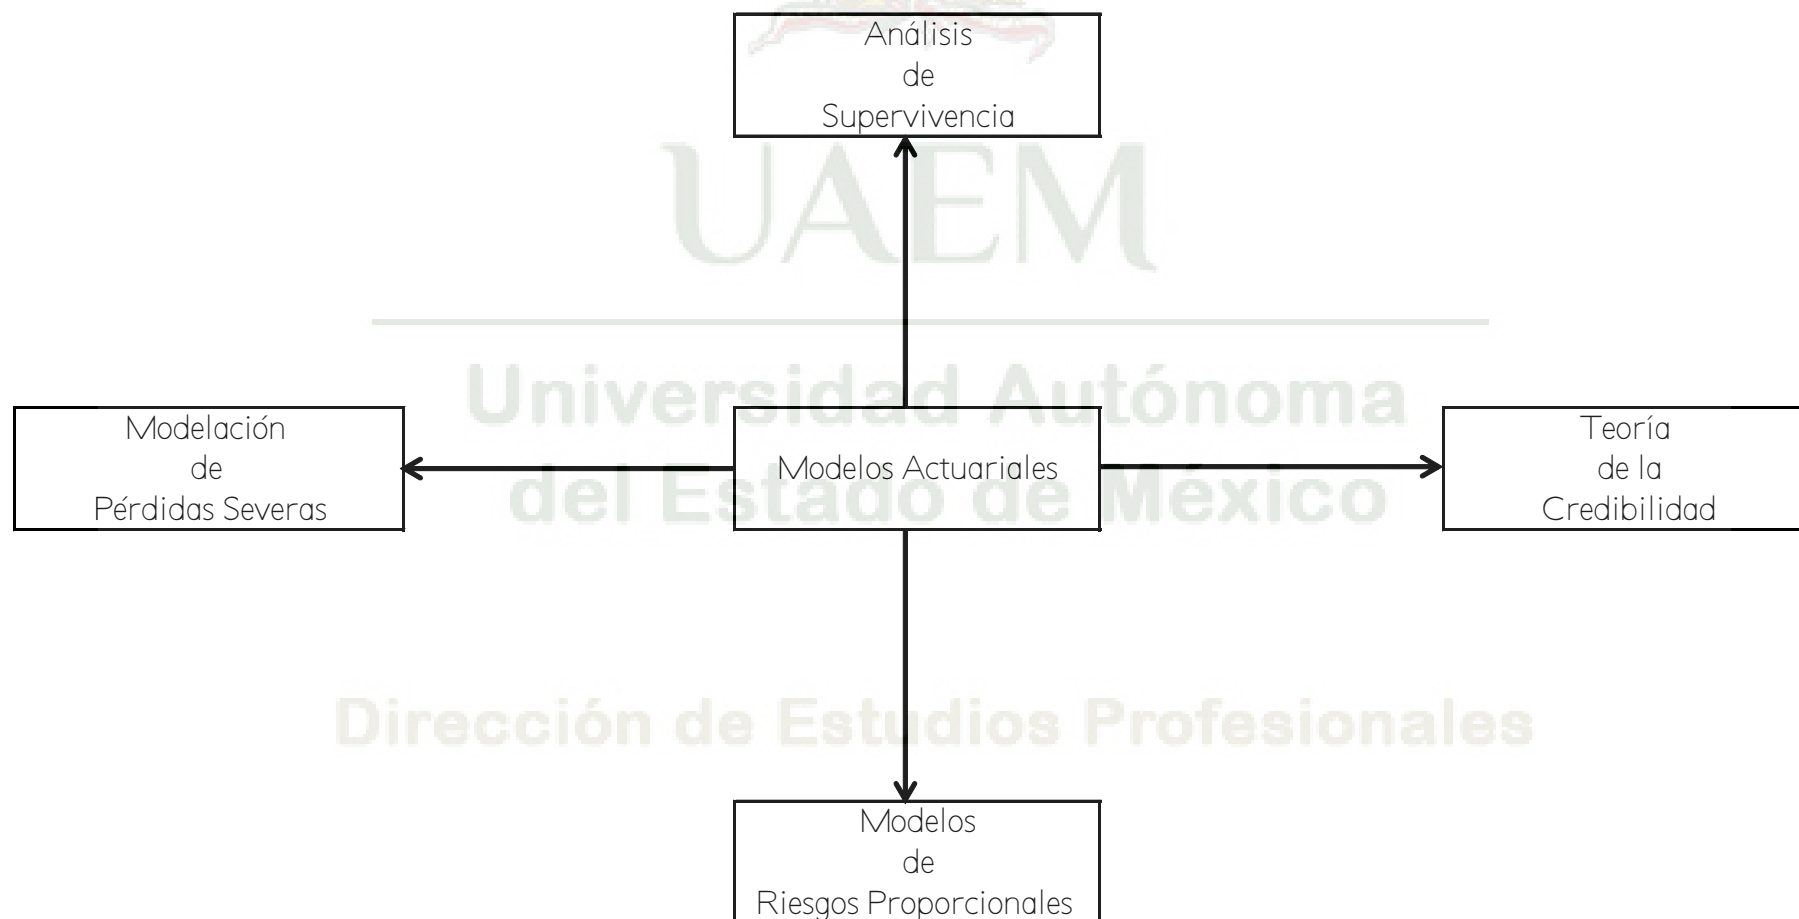 Análisis
de
Supervivencia
UAEM
Universidad Autónoma
Modelación
de
Pérdidas Severas
Modelos Actuariales
Teoría
de la
Credibilidad
del Estado de México
Dirección de Estudios Profesionales
Modelos
de
Riesgos Proporcionales